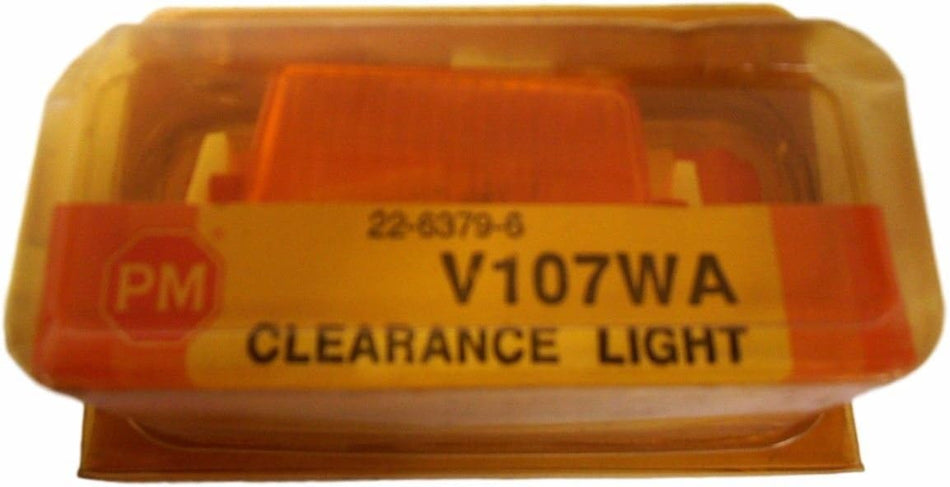 22-6379-6
V107WA
PM
CLEARANCE LIGHT